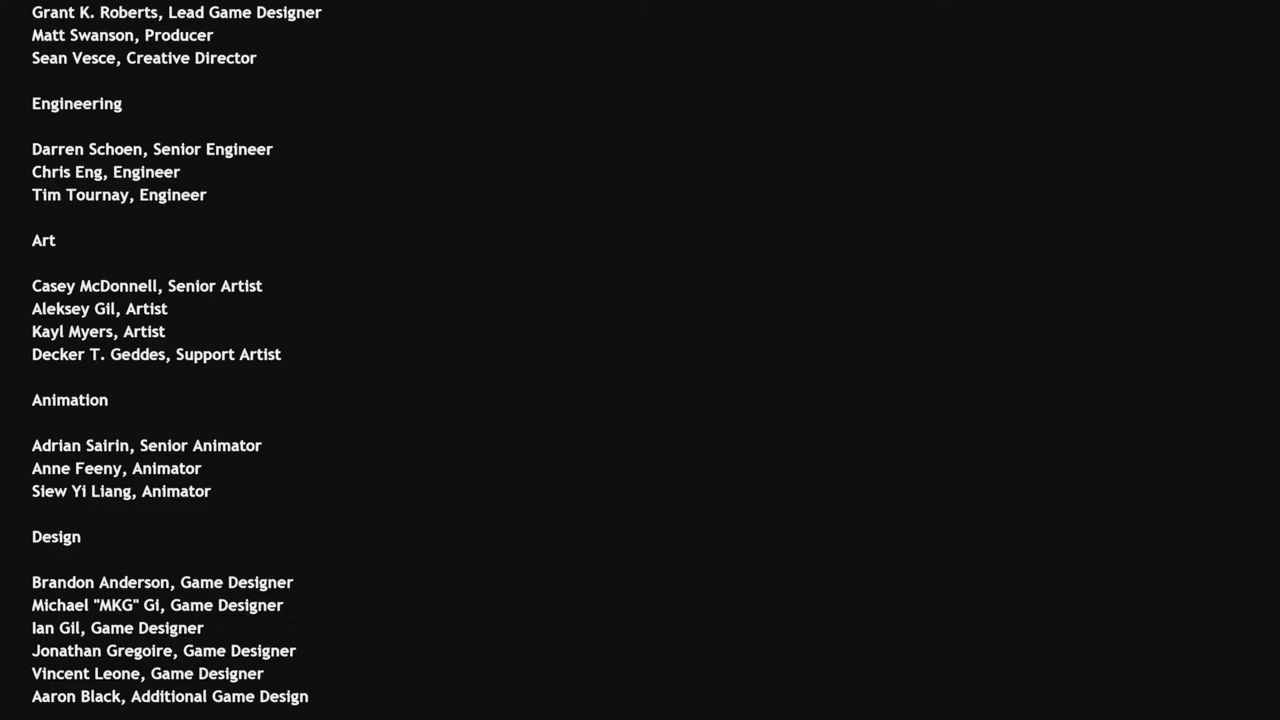 Grant K. Roberts, Lead Game Designer
Matt Swanson, Producer
Sean Vesce, Creative Director
Engineering
Darren Schoen, Senior Engineer
Chris Eng, Engineer
Tim Tournay, Engineer
Art
Casey McDonnell, Senior Artist
Aleksey Gil, Artist
Kayl Myers, Artist
Decker T. Geddes, Support Artist
Animation
Adrian Sairin, Senior Animator
Anne Feeny, Animator
Siew Yi Liang, Animator
Design
Brandon Anderson, Game Designer
Michael "MKG" Gi, Game Designer
Ian Gil, Game Designer
Jonathan Gregoire, Game Designer
Vincent Leone, Game Designer
Aaron Black, Additional Game Design